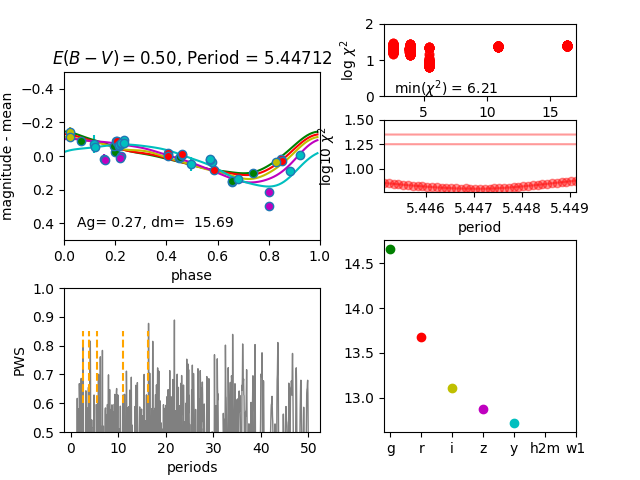 E(B − V) = 0.50, Period = 5.44712
magnitude - mean
−0.4
−0.2
0.0
0.2
0.4
Ag= 0.27, dm= 15.69
0.0 0.2 0.4 0.6 0.8 1.0
phase
log χ²
2
1
0
min(χ²) = 6.21
5 10 15
log10 χ²
1.50
1.25
1.00
5.446 5.447 5.448 5.449
period
PWS
1.0
0.9
0.8
0.7
0.6
0.5
0 10 20 30 40 50
periods
14.5
14.0
13.5
13.0
g r i z y h2m w1